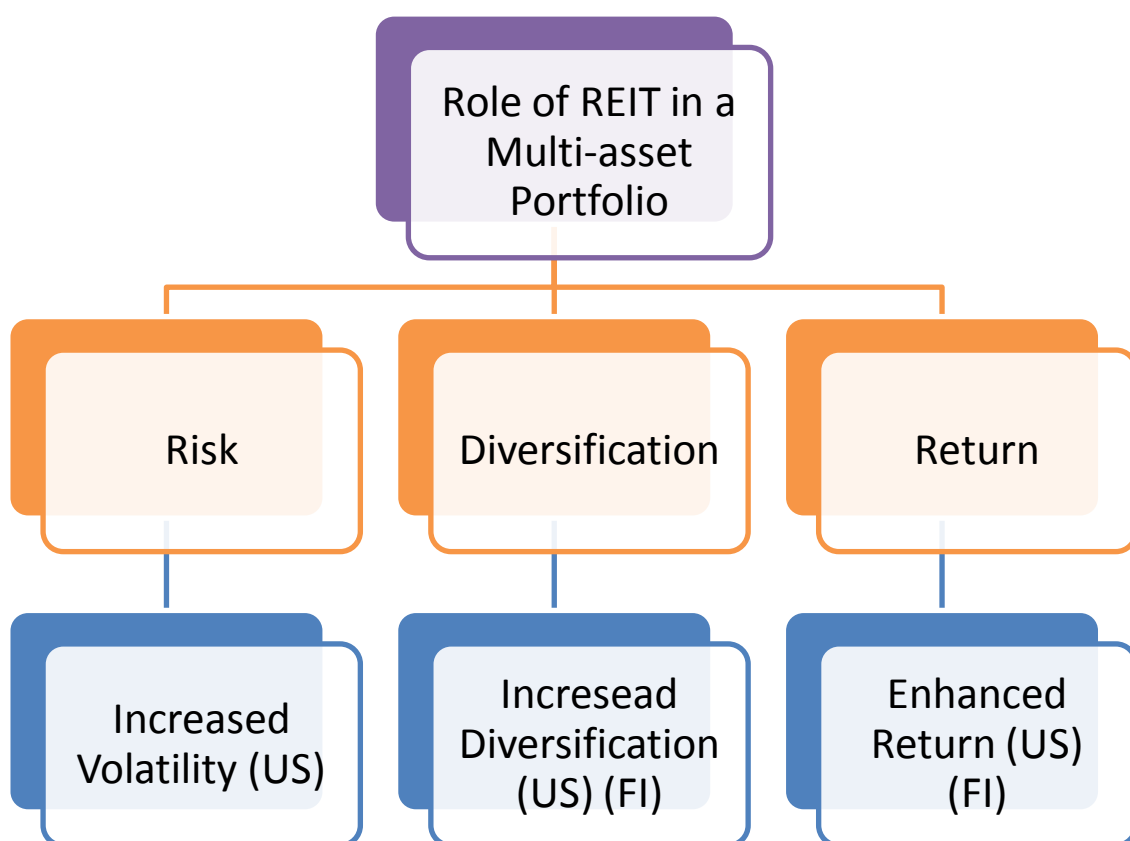 Role of REIT in a
Multi-asset
Portfolio
Risk
Diversification
Return
Increased
Volatility (US)
Incresead
Diversification
(US) (FI)
Enhanced
Return (US)
(FI)